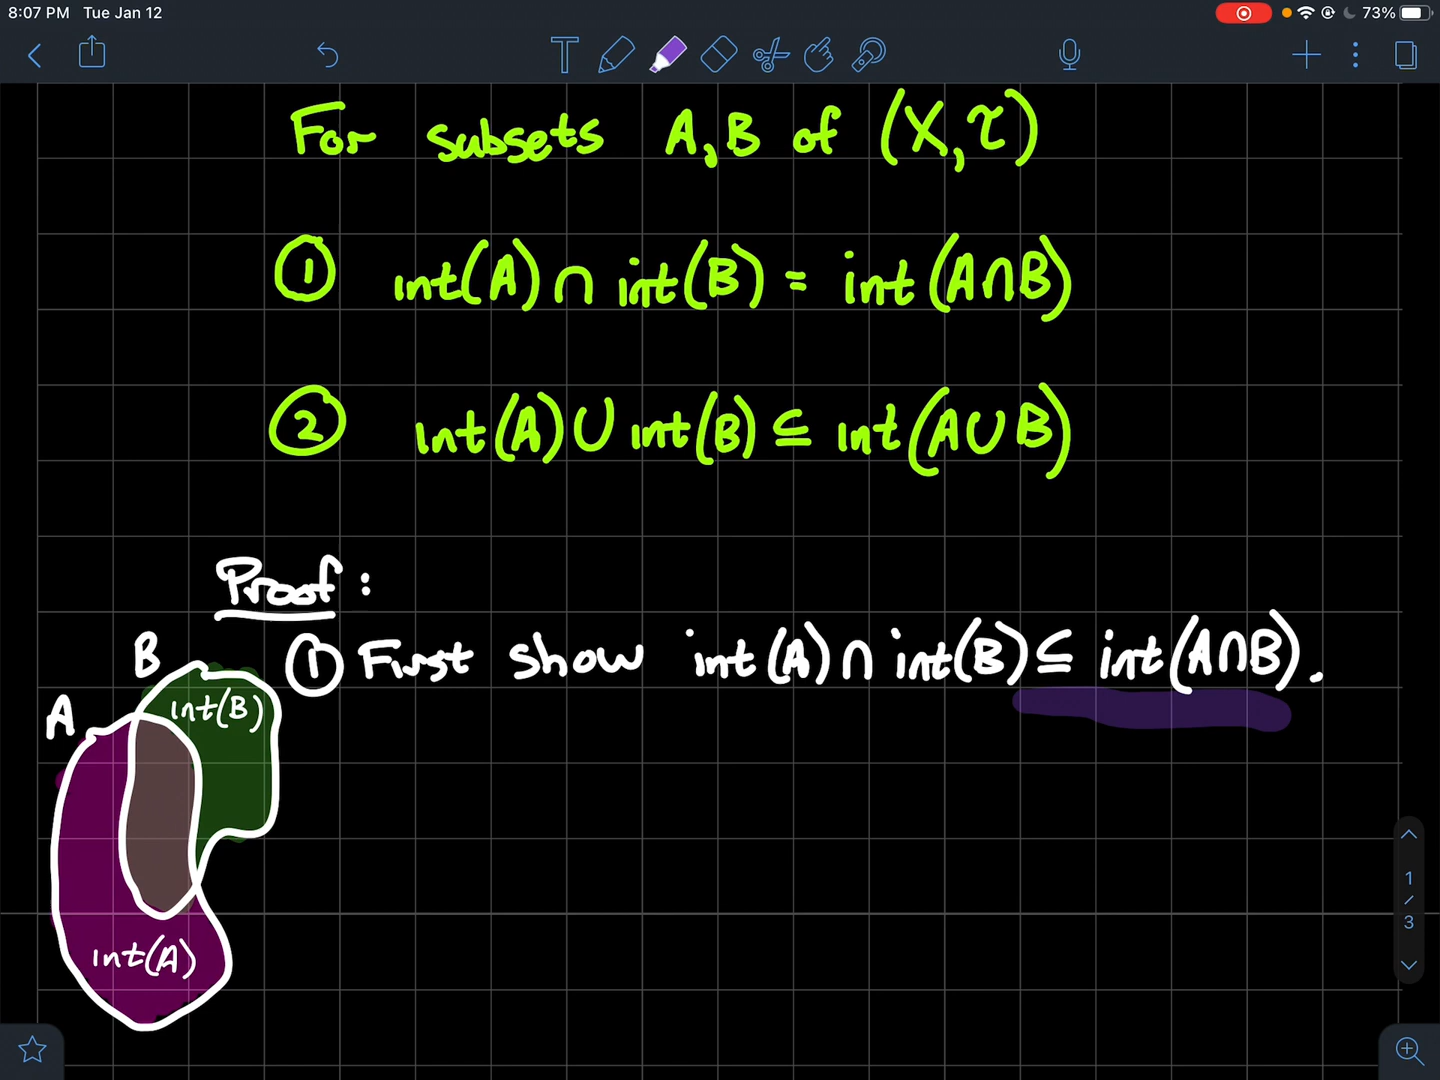 8:07 PM Tue Jan 12
73%
T
For subsets A,B of (X,τ)
① int(A)∩ int(B) = int(A∩B)
② int(A)∪ int(B) ⊆ int(A∪B)
Proof:
① First show int(A)∩ int(B) ⊆ int(A∩B).
B
int(B)
A
int(A)
1
/
3